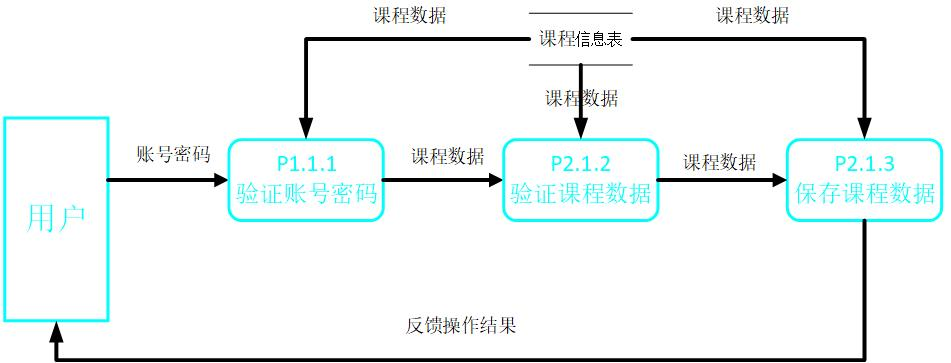 课程数据
课程数据
课程信息表
课程数据
账号密码
P1.1.1
验证账号密码
课程数据
P2.1.2
验证课程数据
课程数据
P2.1.3
保存课程数据
用户
反馈操作结果